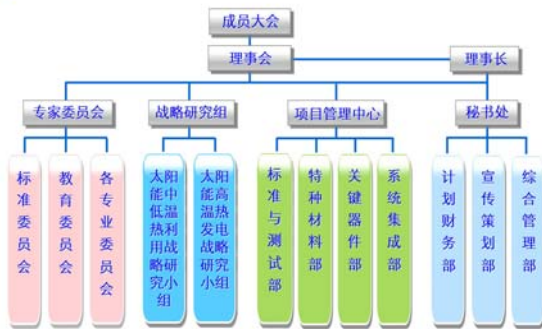 成员大会
理事会
理事长
专家委员会
战略研究组
项目管理中心
秘书处
标准委员会
教育委员会
各专业委员会
太阳能中低温热利用战略研究小组
太阳能高温热发电战略研究小组
标准与测试部
特种材料部
关键器件部
系统集成部
计划财务部
宣传策划部
综合管理部